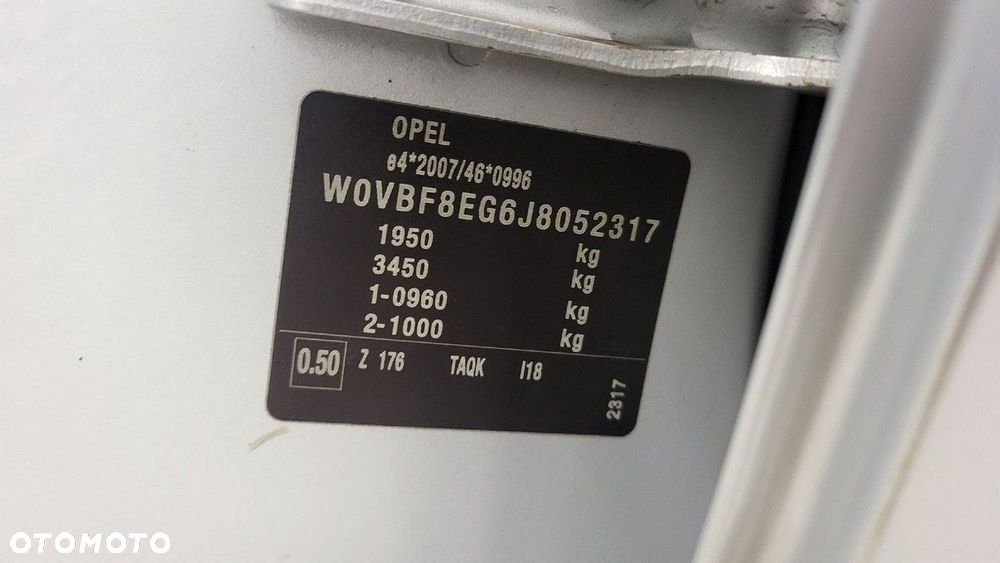 OPEL
e4*2007/46*0996
W0VBF8EG6J8052317
1950 kg
3450 kg
1-0960 kg
2-1000 kg
0.50 Z 176 TAQK I18
2317
OTOMOTO